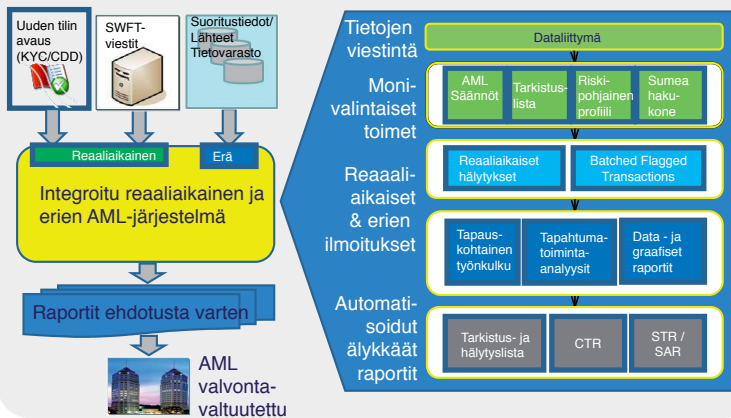 Uuden tilin
avaus
(KYC/CDD)
SWFT-
viestit
Suoritustiedot/
Lähteet
Tietovarasto
Reaaliaikainen
Erä
Integroitu reaaliaikainen ja
erien AML-järjestelmä
Raportit ehdotusta varten
AML
valvonta-
valtuutettu
Tietojen
viestintä
Dataliittymä
Moni-
valintaiset
toimet
AML
Säännöt
Tarkistus-
lista
Riski-
pohjainen
profiili
Sumea
haku-
kone
Reaaali-
aikaiset
& erien
ilmoitukset
Reaaliaikaiset
hälytykset
Batched Flagged
Transactions
Tapaus-
kohtainen
työnkulku
Tapahtuma-
toiminta-
analyysit
Data - ja
graafiset
raportit
Automati-
soidut
älykkäät
raportit
Tarkistus- ja
hälytyslista
CTR
STR /
SAR